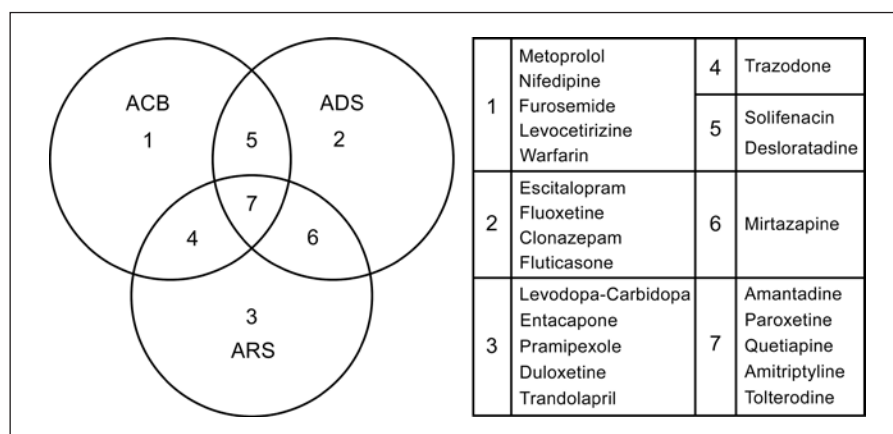 ACB
1
ADS
2
5
7
4
6
3
ARS
1
Metoprolol
Nifedipine
Furosemide
Levocetirizine
Warfarin
4
Trazodone
5
Solifenacin
Desloratadine
2
Escitalopram
Fluoxetine
Clonazepam
Fluticasone
6
Mirtazapine
3
Levodopa-Carbidopa
Entacapone
Pramipexole
Duloxetine
Trandolapril
7
Amantadine
Paroxetine
Quetiapine
Amitriptyline
Tolterodine